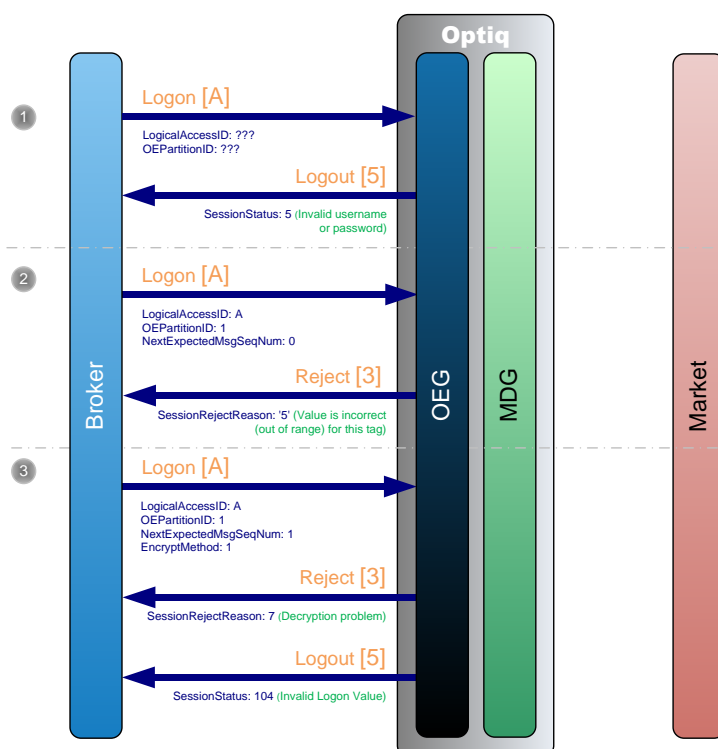 Optiq
1
Logon [A]
LogicalAccessID: ???
OEPartitionID: ???
Logout [5]
SessionStatus: 5 (Invalid username
or password)
2
Logon [A]
LogicalAccessID: A
OEPartitionID: 1
NextExpectedMsgSeqNum: 0
Reject [3]
SessionRejectReason: '5' (Value is incorrect
(out of range) for this tag)
3
Logon [A]
LogicalAccessID: A
OEPartitionID: 1
NextExpectedMsgSeqNum: 1
EncryptMethod: 1
Reject [3]
SessionRejectReason: 7 (Decryption problem)
Logout [5]
SessionStatus: 104 (Invalid Logon Value)
Broker
OEG
MDG
Market